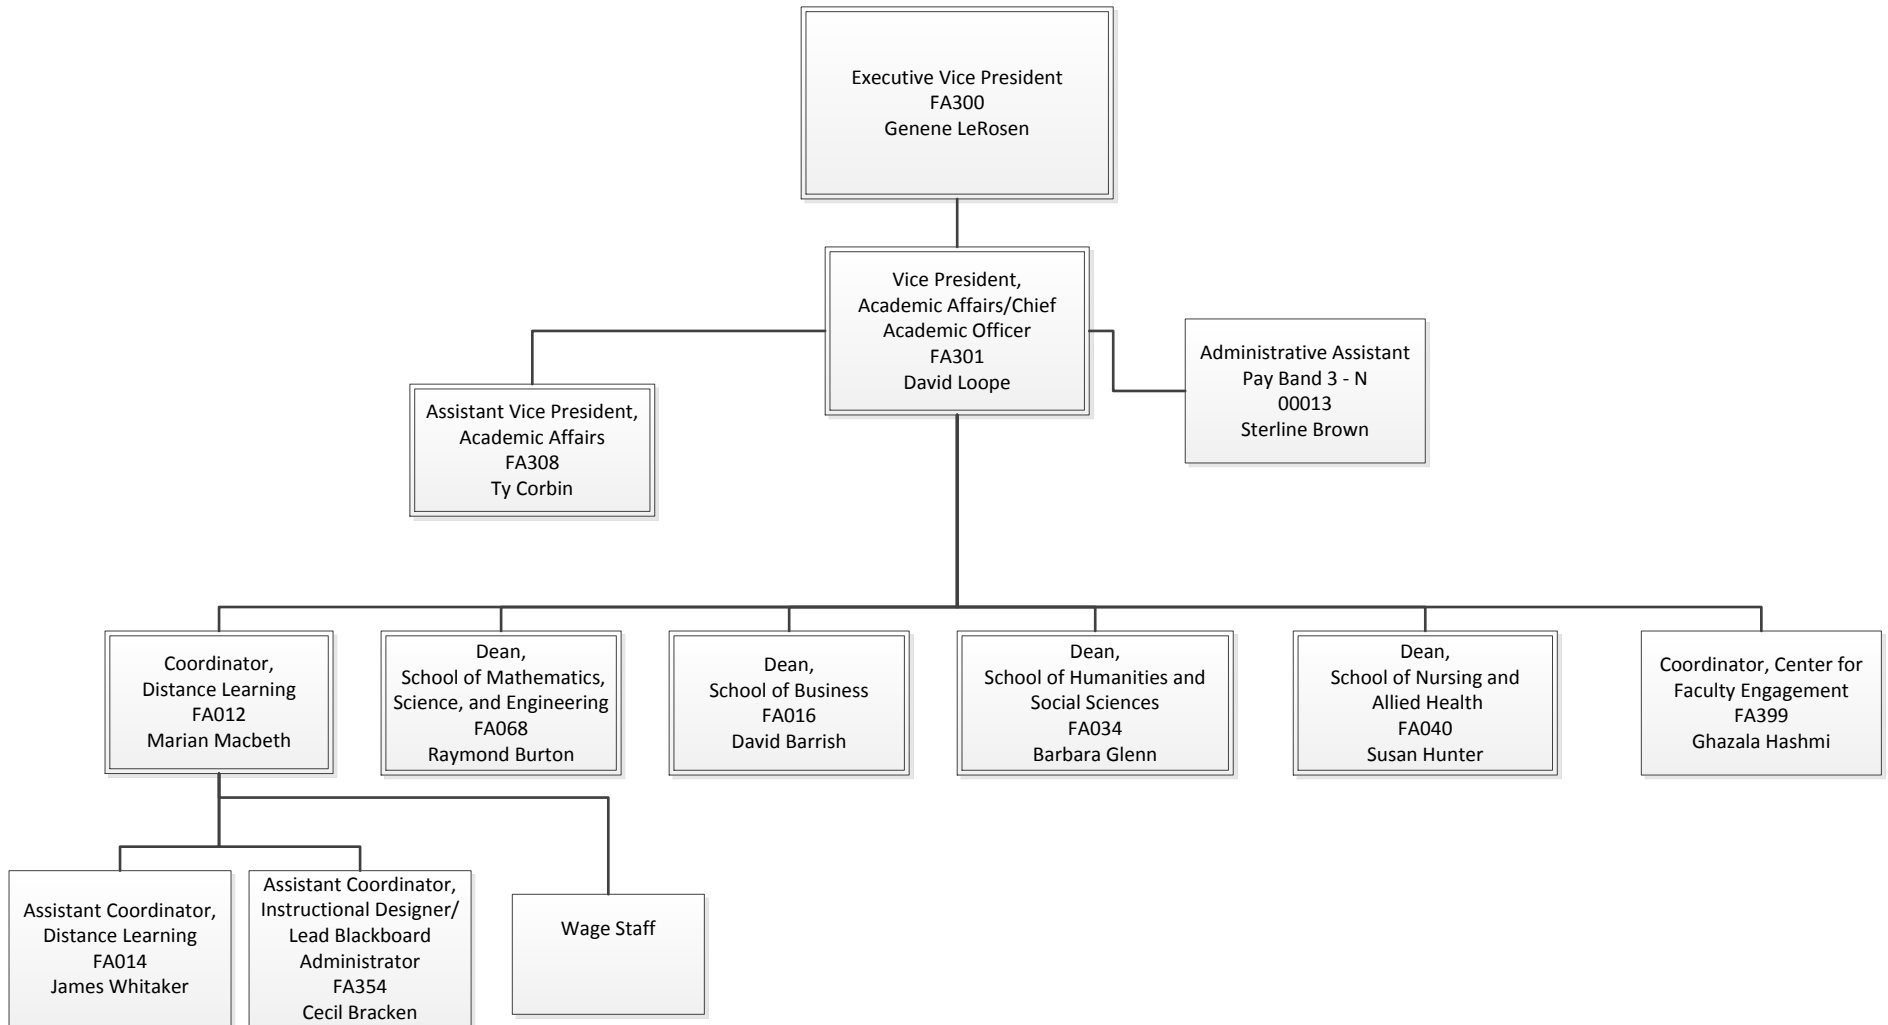 Executive Vice President
FA300
Genene LeRosen
Vice President,
Academic Affairs/Chief
Academic Officer
FA301
David Loope
Administrative Assistant
Pay Band 3 - N
00013
Sterline Brown
Assistant Vice President,
Academic Affairs
FA308
Ty Corbin
Coordinator,
Distance Learning
FA012
Marian Macbeth
Dean,
School of Mathematics,
Science, and Engineering
FA068
Raymond Burton
Dean,
School of Business
FA016
David Barrish
Dean,
School of Humanities and
Social Sciences
FA034
Barbara Glenn
Dean,
School of Nursing and
Allied Health
FA040
Susan Hunter
Coordinator, Center for
Faculty Engagement
FA399
Ghazala Hashmi
Assistant Coordinator,
Distance Learning
FA014
James Whitaker
Assistant Coordinator,
Instructional Designer/
Lead Blackboard
Administrator
FA354
Cecil Bracken
Wage Staff